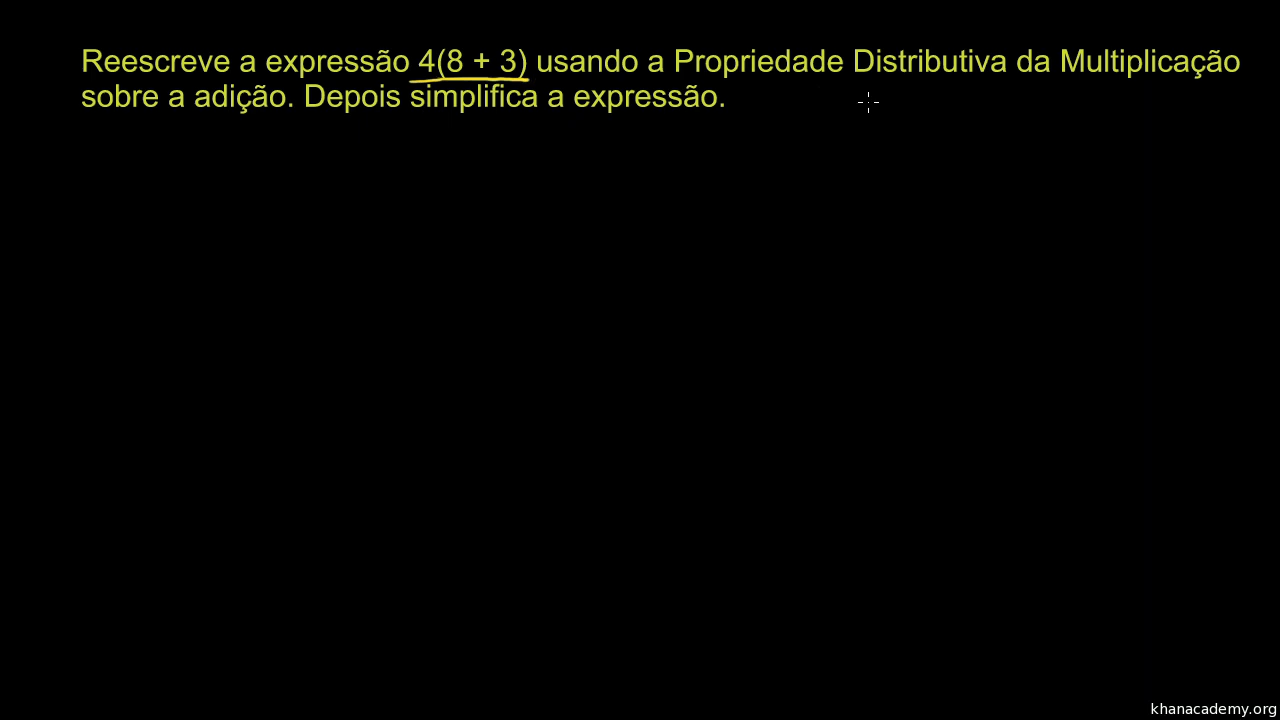 Reescreve a expressão 4(8 + 3) usando a Propriedade Distributiva da Multiplicação
sobre a adição. Depois simplifica a expressão.
khanacademy.org